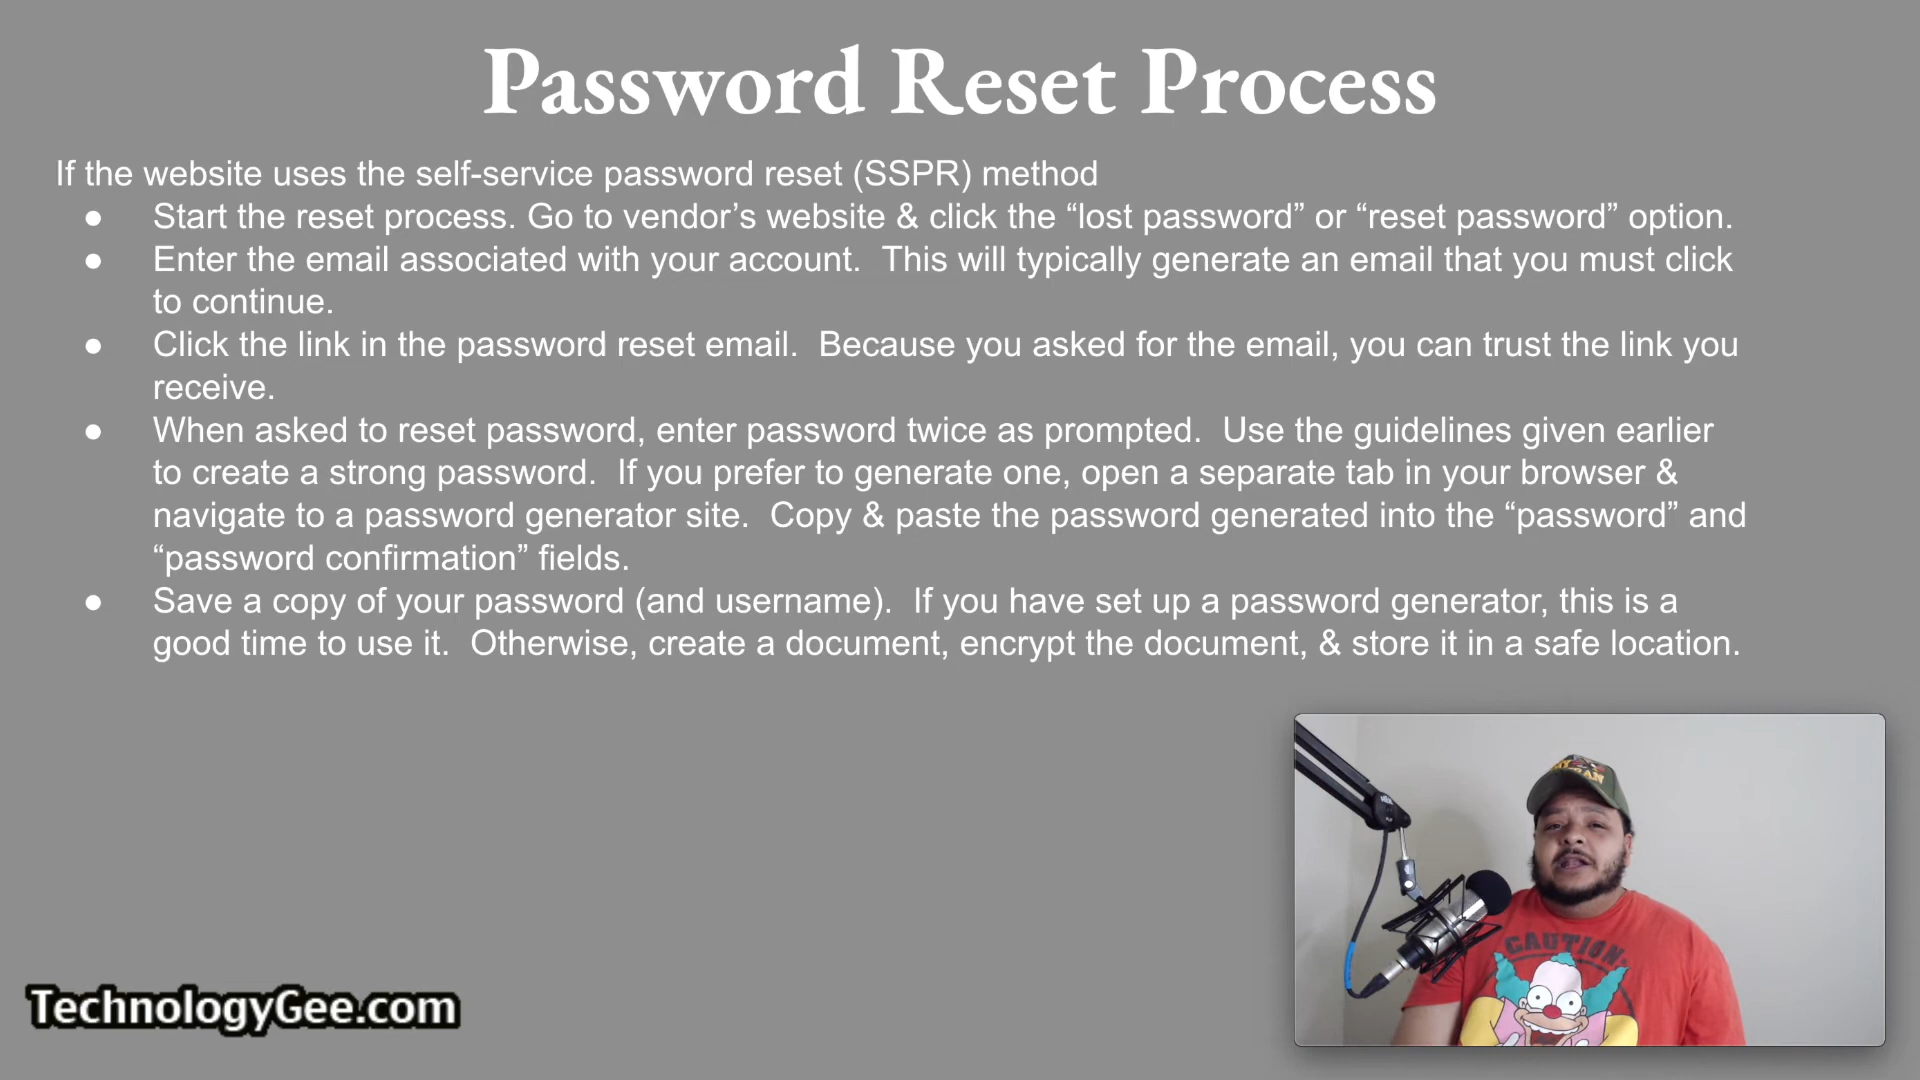 Password Reset Process
If the website uses the self-service password reset (SSPR) method
● Start the reset process. Go to vendor’s website & click the “lost password” or “reset password” option.
● Enter the email associated with your account.  This will typically generate an email that you must click
to continue.
● Click the link in the password reset email.  Because you asked for the email, you can trust the link you
receive.
● When asked to reset password, enter password twice as prompted.  Use the guidelines given earlier
to create a strong password.  If you prefer to generate one, open a separate tab in your browser &
navigate to a password generator site.  Copy & paste the password generated into the “password” and
“password confirmation” fields.
● Save a copy of your password (and username).  If you have set up a password generator, this is a
good time to use it.  Otherwise, create a document, encrypt the document, & store it in a safe location.
CAUTION
TechnologyGee.com